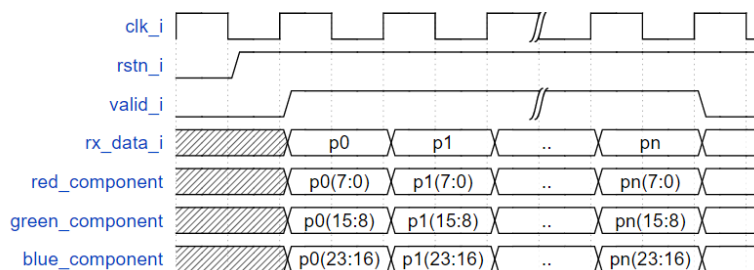 clk_i
rstn_i
valid_i
rx_data_i p0 p1 .. pn
red_component p0(7:0) p1(7:0) .. pn(7:0)
green_component p0(15:8) p1(15:8) .. pn(15:8)
blue_component p0(23:16) p1(23:16) .. pn(23:16)